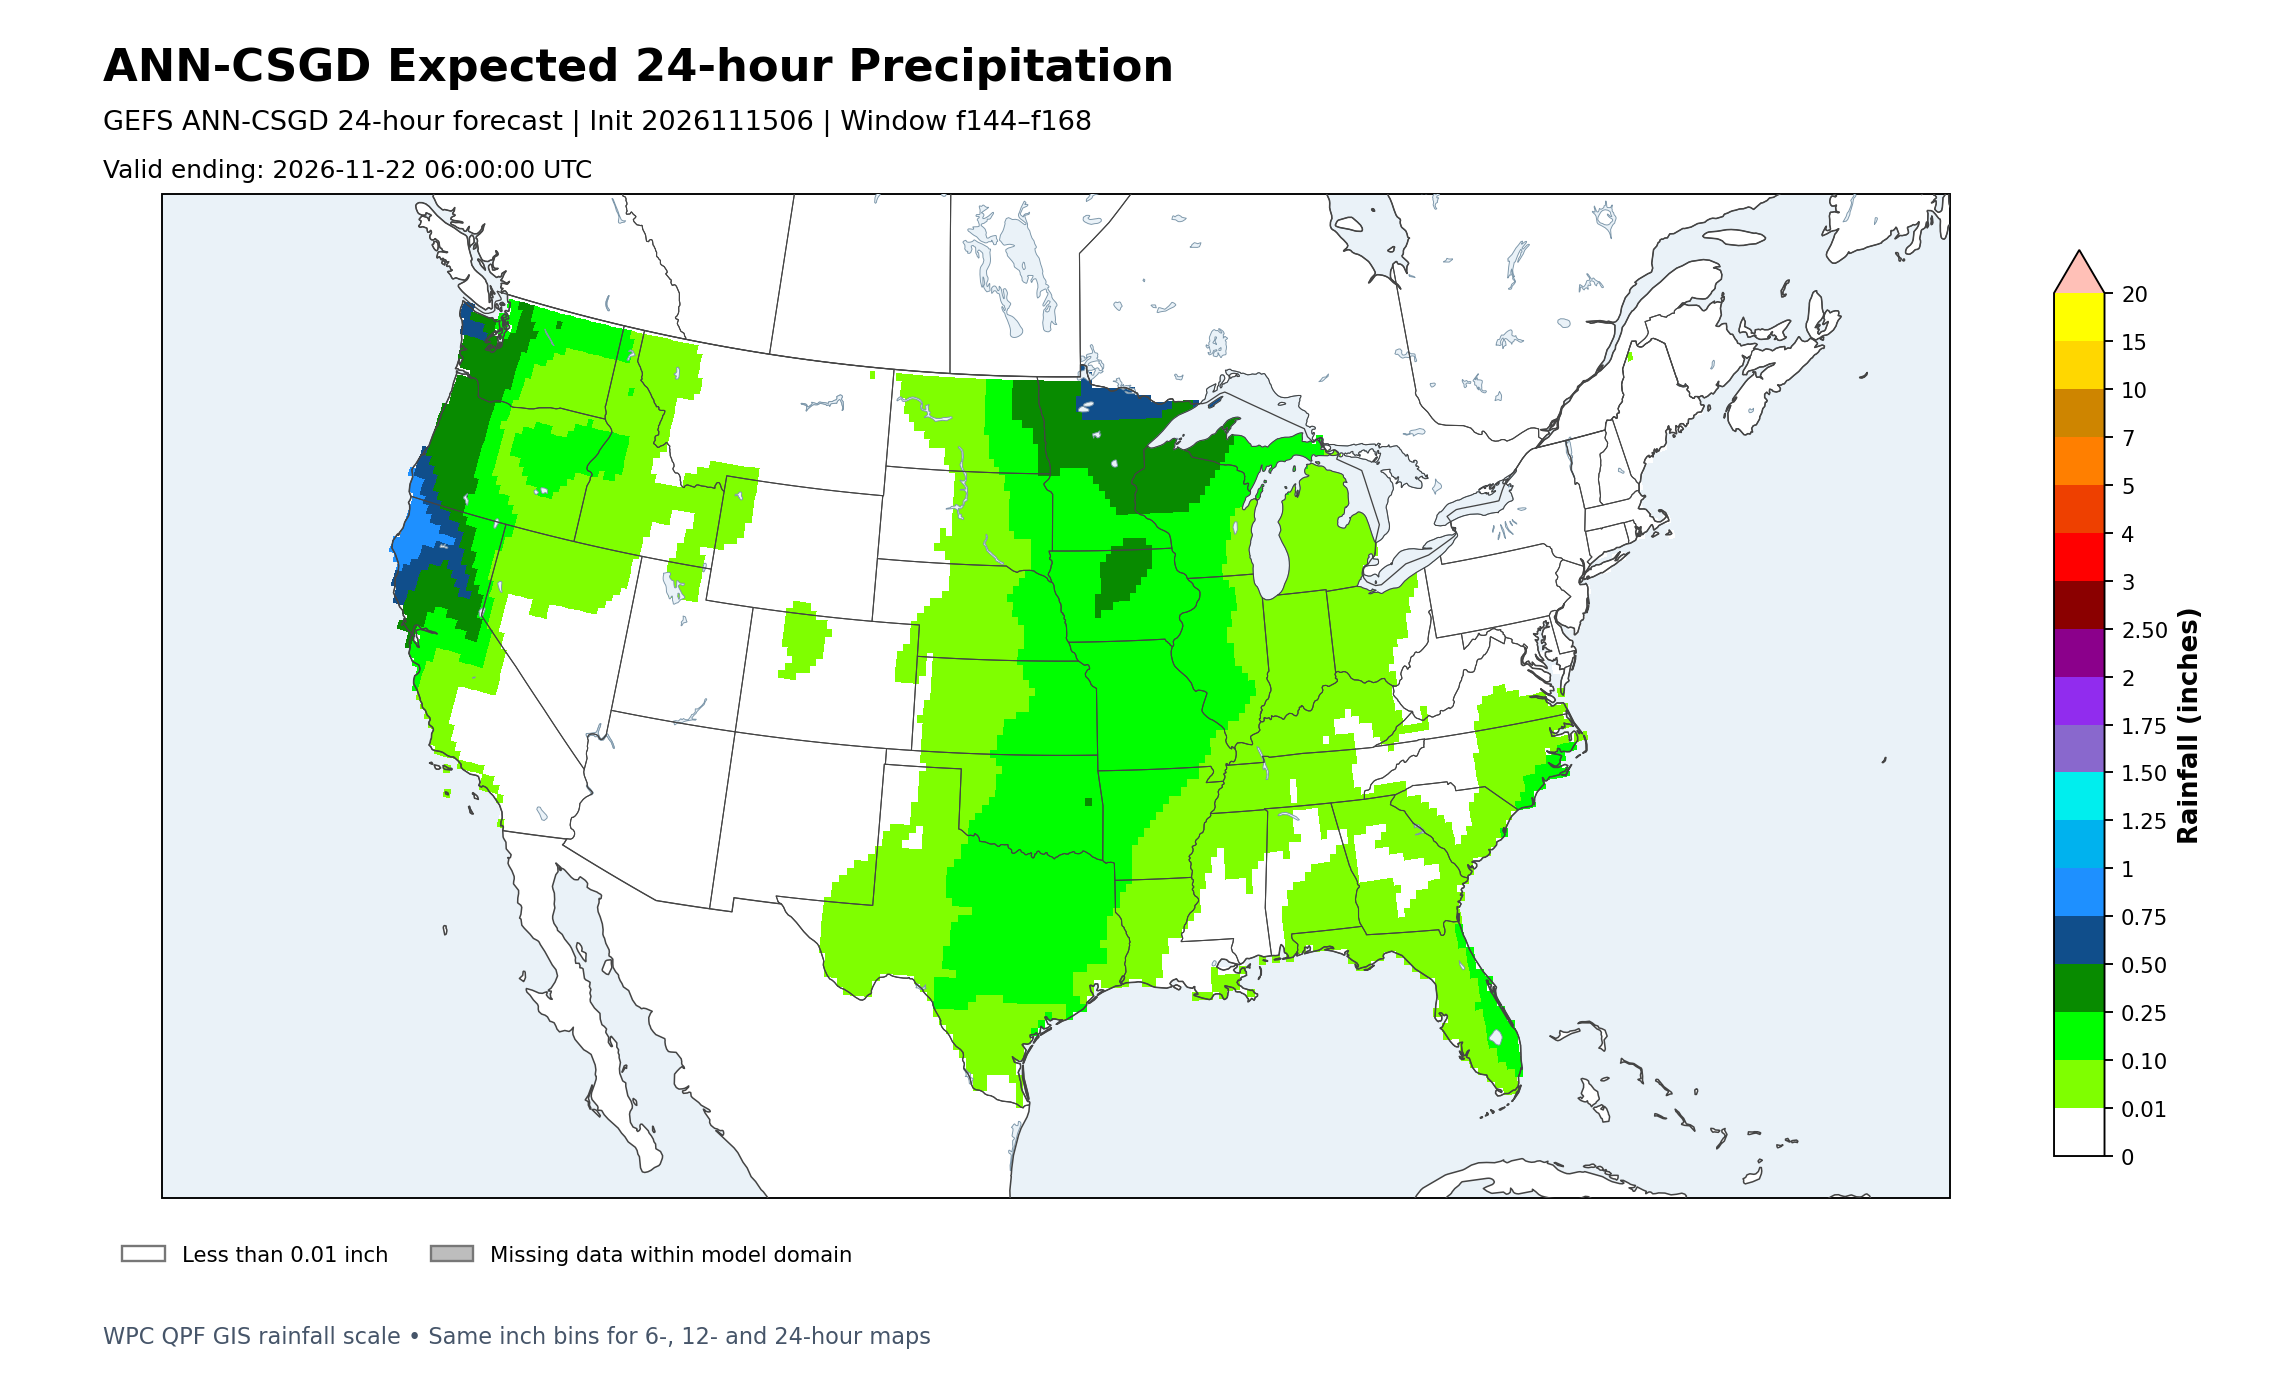 ANN-CSGD Expected 24-hour Precipitation
GEFS ANN-CSGD 24-hour forecast | Init 2026111506 | Window f144–f168
Valid ending: 2026-11-22 06:00:00 UTC
20
15
10
7
5
4
3
2.50
2
1.75
1.50
1.25
1
0.75
0.50
0.25
0.10
0.01
0
Rainfall (inches)
Less than 0.01 inch
Missing data within model domain
WPC QPF GIS rainfall scale • Same inch bins for 6-, 12- and 24-hour maps